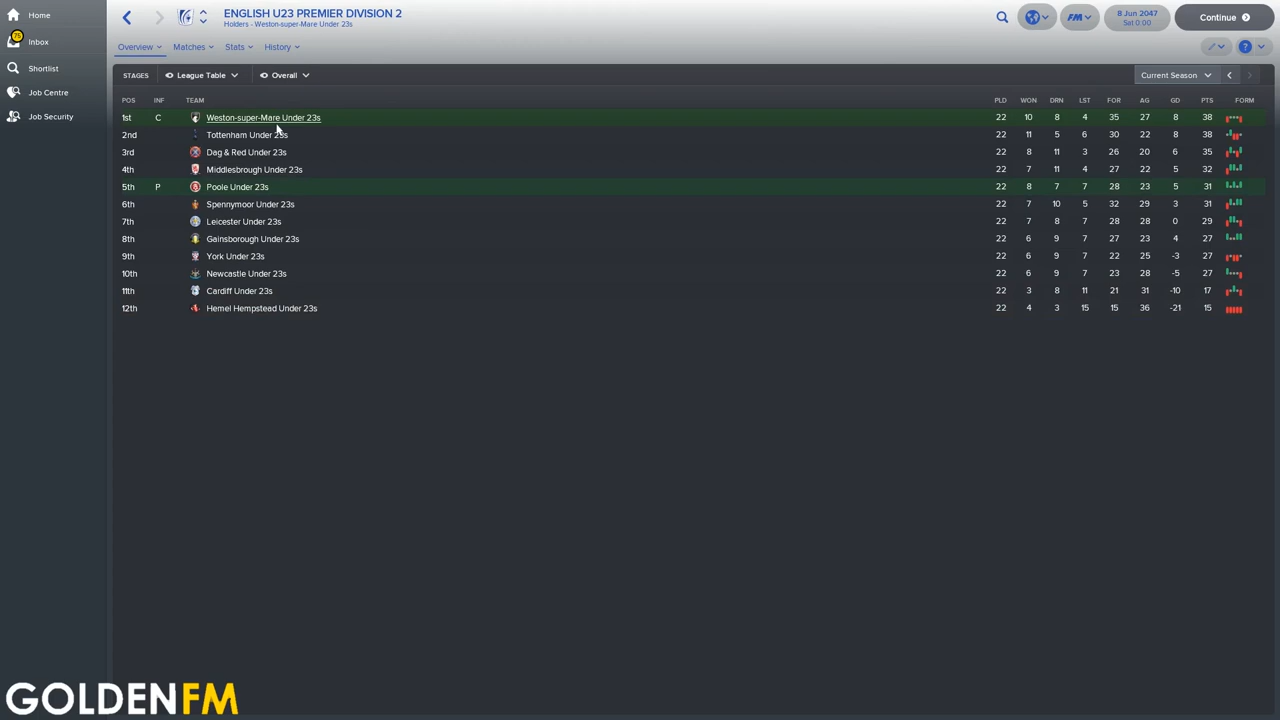 Home
75
Inbox
Shortlist
Job Centre
Job Security
ENGLISH U23 PREMIER DIVISION 2
Holders - Weston-super-Mare Under 23s
FM
8 Jun 2047
Sat 0:00
Continue
Overview Matches Stats History
?
STAGES League Table Overall Current Season
POS INF TEAM PLD WON DRN LST FOR AG GD PTS FORM
1st C Weston-super-Mare Under 23s 22 10 8 4 35 27 8 38
2nd Tottenham Under 23s 22 11 5 6 30 22 8 38
3rd Dag & Red Under 23s 22 8 11 3 26 20 6 35
4th Middlesbrough Under 23s 22 7 11 4 27 22 5 32
5th P Poole Under 23s 22 8 7 7 28 23 5 31
6th Spennymoor Under 23s 22 7 10 5 32 29 3 31
7th Leicester Under 23s 22 7 8 7 28 28 0 29
8th Gainsborough Under 23s 22 6 9 7 27 23 4 27
9th York Under 23s 22 6 9 7 22 25 -3 27
10th Newcastle Under 23s 22 6 9 7 23 28 -5 27
11th Cardiff Under 23s 22 3 8 11 21 31 -10 17
12th Hemel Hempstead Under 23s 22 4 3 15 15 36 -21 15
GOLDENFM